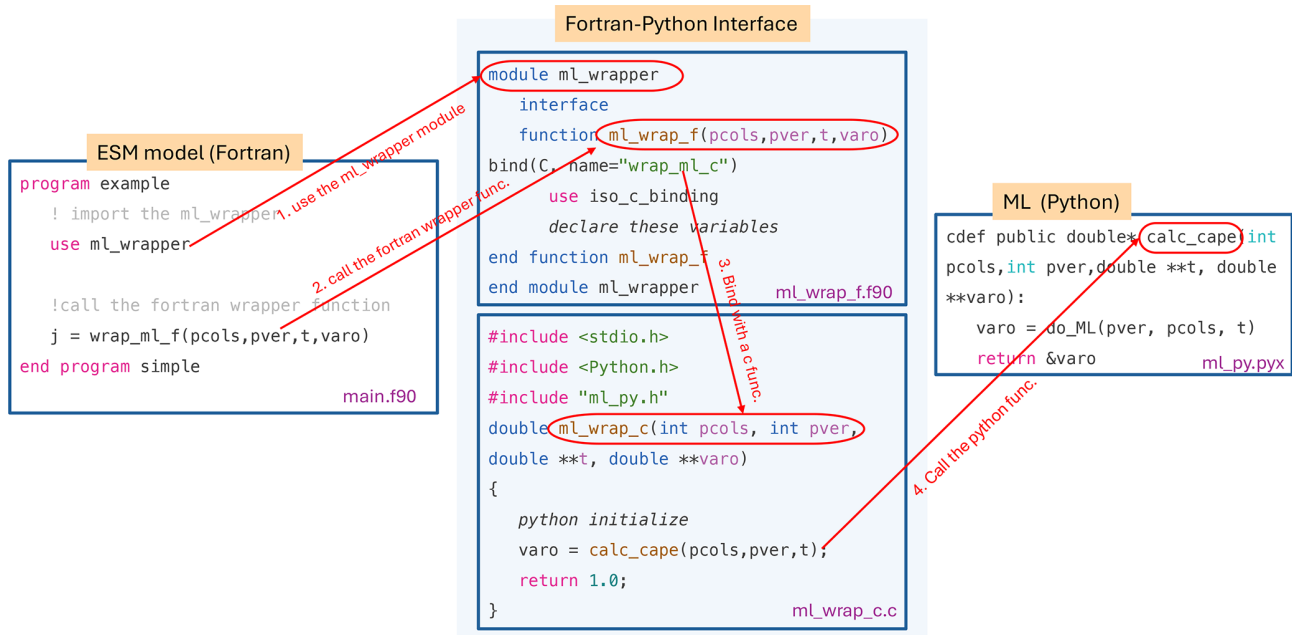 Fortran-Python Interface
ESM model (Fortran)
program example
! import the ml_wrapper
use ml_wrapper
!call the fortran wrapper function
j = wrap_ml_f(pcols,pver,t,varo)
end program simple
main.f90
1. use the ml_wrapper module
2. call the fortran wrapper func.
module ml_wrapper
interface
function ml_wrap_f(pcols,pver,t,varo)
bind(C, name="wrap_ml_c")
use iso_c_binding
declare these variables
end function ml_wrap_f
end module ml_wrapper
ml_wrap_f.f90
3. Bind with a c func.
#include <stdio.h>
#include <Python.h>
#include "ml_py.h"
double ml_wrap_c(int pcols, int pver,
double **t, double **varo)
{
python initialize
varo = calc_cape(pcols,pver,t);
return 1.0;
}
ml_wrap_c.c
4. Call the python func.
ML (Python)
cdef public double* calc_cape(int
pcols,int pver,double **t, double
**varo):
varo = do_ML(pver, pcols, t)
return &varo
ml_py.pyx